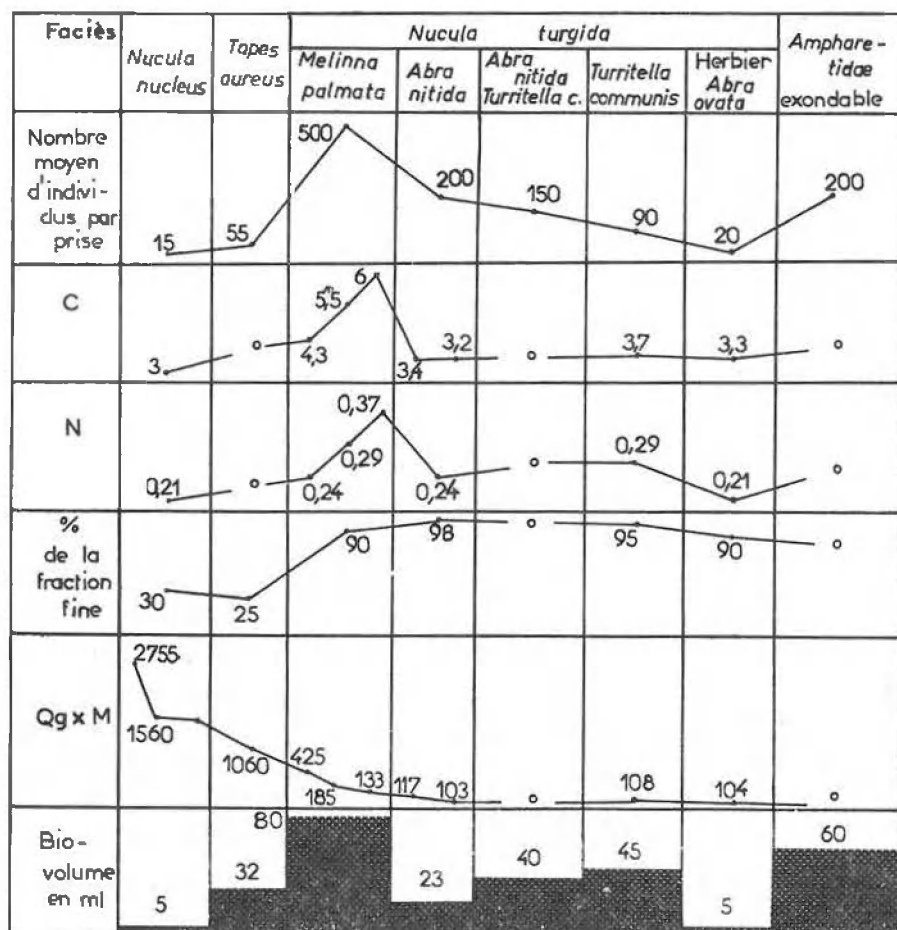 Faciès
Nucula
nucleus
Tapes
aureus
Nucula turgida
Melinna
palmata
Abra
nitida
Abra
nitida
Turritella c.
Turritella
communis
Herbier
Abra
ovata
Amphare-
tidae
exondable
Nombre
moyen
d'indivi-
dus par
prise
15
55
500
200
150
90
20
200
C
3
4,3
5,5
6
3,4
3,2
3,7
3,3
N
0,21
0,24
0,29
0,37
0,24
0,29
0,21
%
de la
fraction
fine
30
25
90
98
95
90
Qg x M
2755
1560
1060
425
185
133
117
103
108
104
Bio-
volume
en ml
5
32
80
23
40
45
5
60